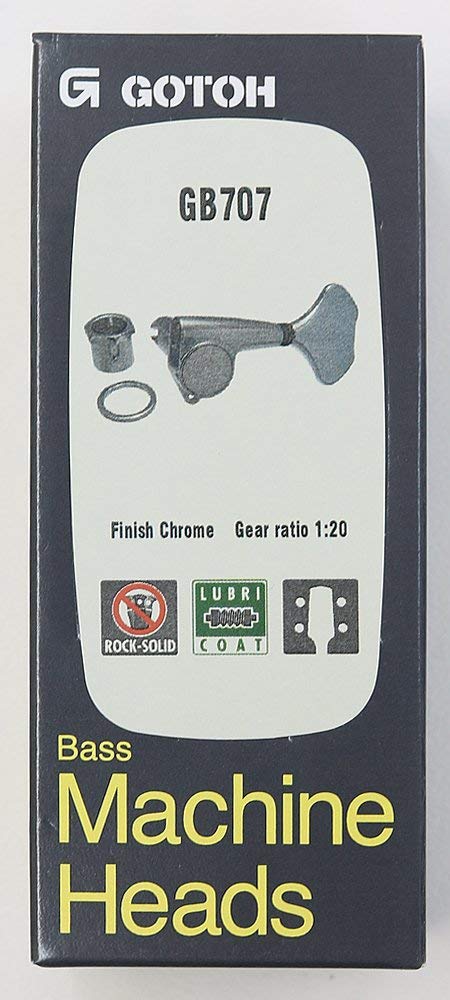 G GOTOH
GB707
Finish Chrome Gear ratio 1:20
ROCK-SOLID
LUBRI
COAT
Bass
Machine
Heads